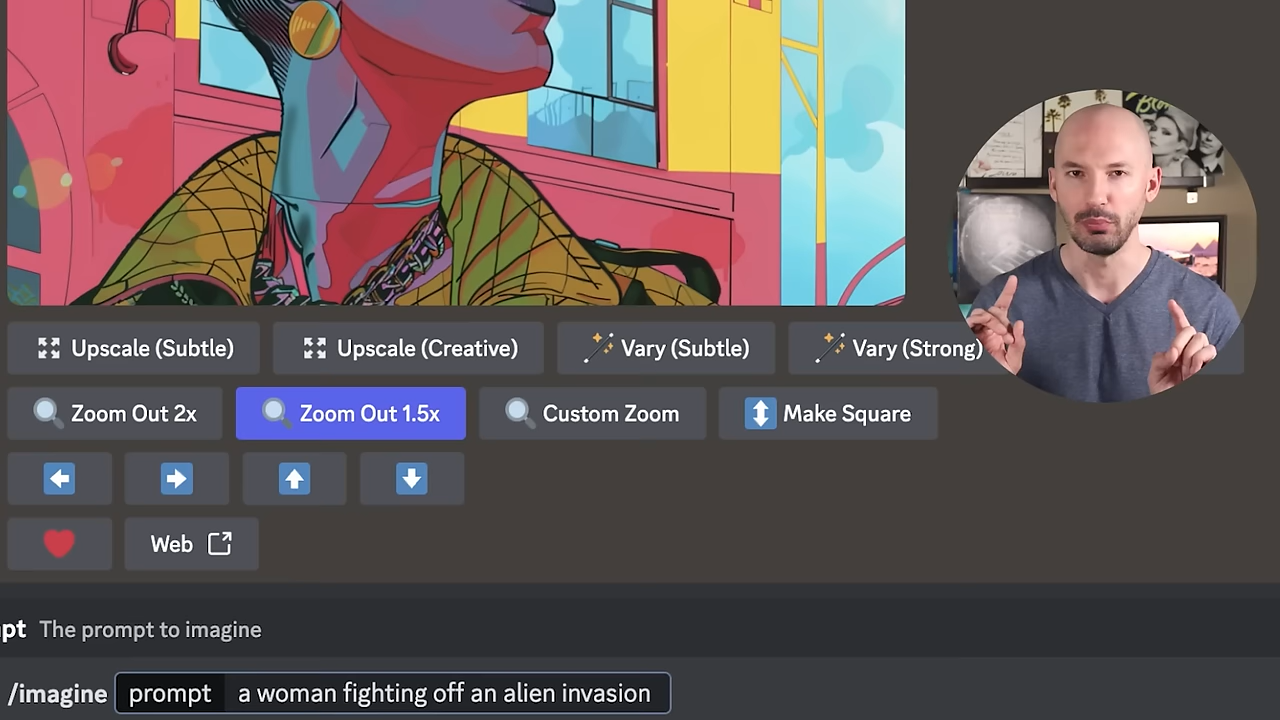 Upscale (Subtle) Upscale (Creative) Vary (Subtle) Vary (Strong)
Zoom Out 2x Zoom Out 1.5x Custom Zoom Make Square
Web
pt The prompt to imagine
/imagine prompt a woman fighting off an alien invasion